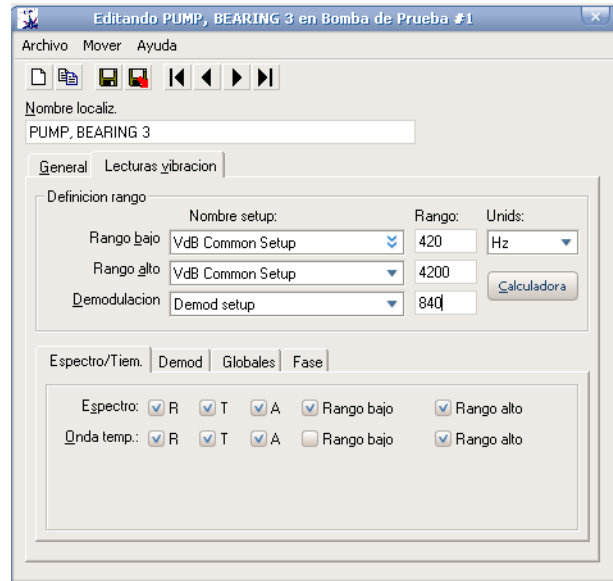 Editando PUMP, BEARING 3 en Bomba de Prueba #1
Archivo Mover Ayuda
Nombre localiz.
PUMP, BEARING 3
General Lecturas vibracion
Definicion rango
Nombre setup: Rango: Unids:
Rango bajo VdB Common Setup 420 Hz
Rango alto VdB Common Setup 4200
Calculadora
Demodulacion Demod setup 840
Espectro/Tiem. Demod Globales Fase
Espectro: R T A Rango bajo Rango alto
Onda temp.: R T A Rango bajo Rango alto